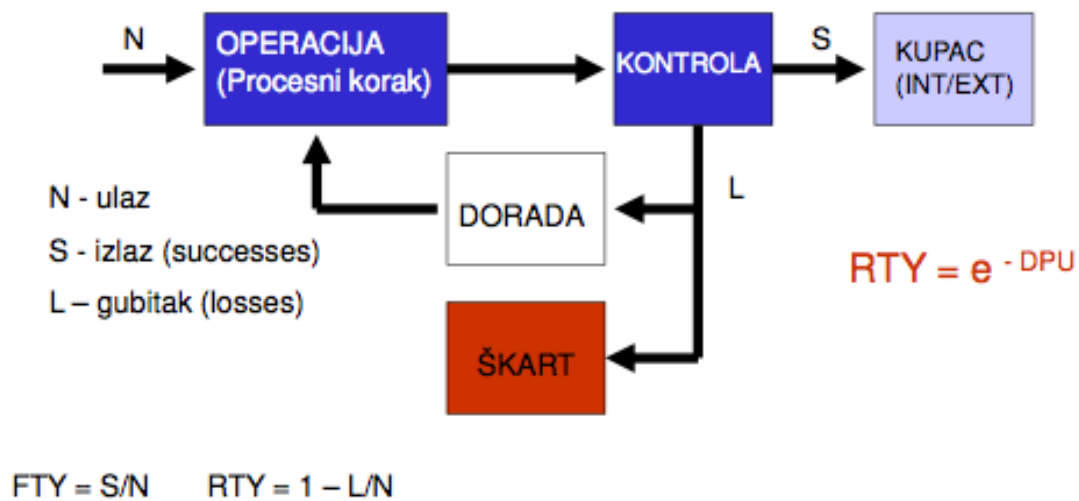 N
OPERACIJA
(Procesni korak)
KONTROLA
S
KUPAC
(INT/EXT)
N - ulaz
S - izlaz (successes)
L – gubitak (losses)
DORADA
L
RTY = e - DPU
ŠKART
FTY = S/N RTY = 1 – L/N